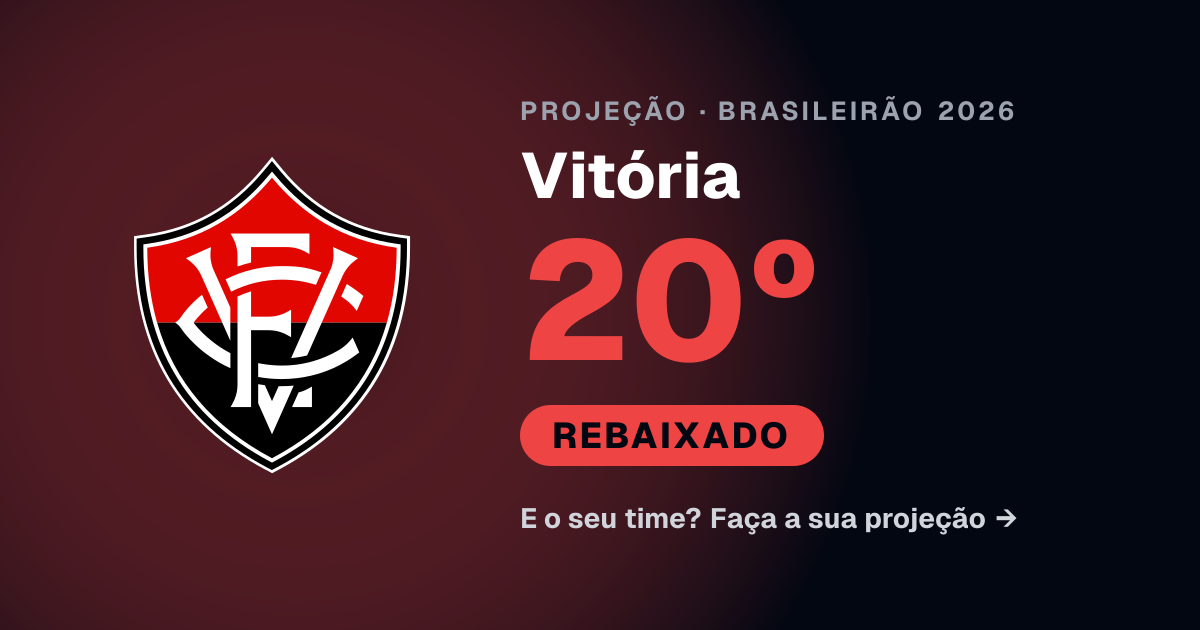 PROJEÇÃO · BRASILEIRÃO 2026
Vitória
20º
REBAIXADO
E o seu time? Faça a sua projeção →